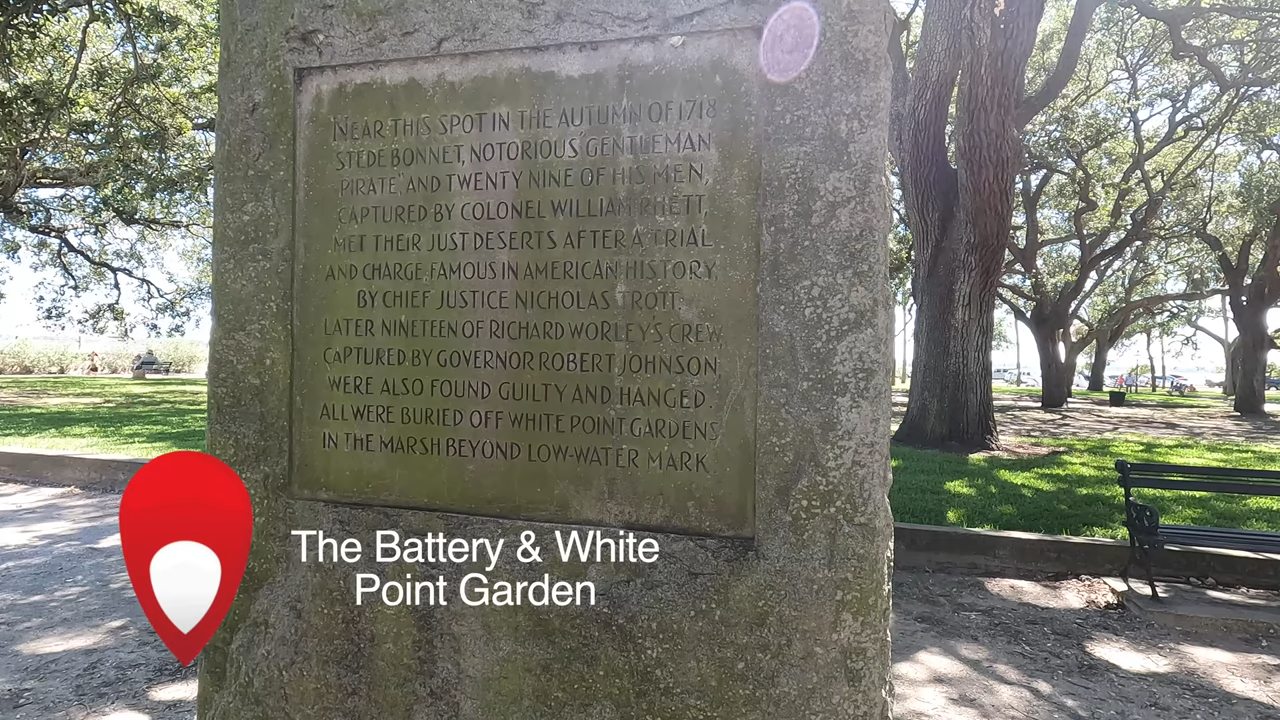 NEAR THIS SPOT IN THE AUTUMN OF 1718
STEDE BONNET, NOTORIOUS "GENTLEMAN
PIRATE," AND TWENTY NINE OF HIS MEN,
CAPTURED BY COLONEL WILLIAM RHETT,
MET THEIR JUST DESERTS AFTER A TRIAL
AND CHARGE, FAMOUS IN AMERICAN HISTORY,
BY CHIEF JUSTICE NICHOLAS TROTT.
LATER NINETEEN OF RICHARD WORLEY'S CREW,
CAPTURED BY GOVERNOR ROBERT JOHNSON,
WERE ALSO FOUND GUILTY AND HANGED.
ALL WERE BURIED OFF WHITE POINT GARDENS
IN THE MARSH BEYOND LOW-WATER MARK.
The Battery & White
Point Garden